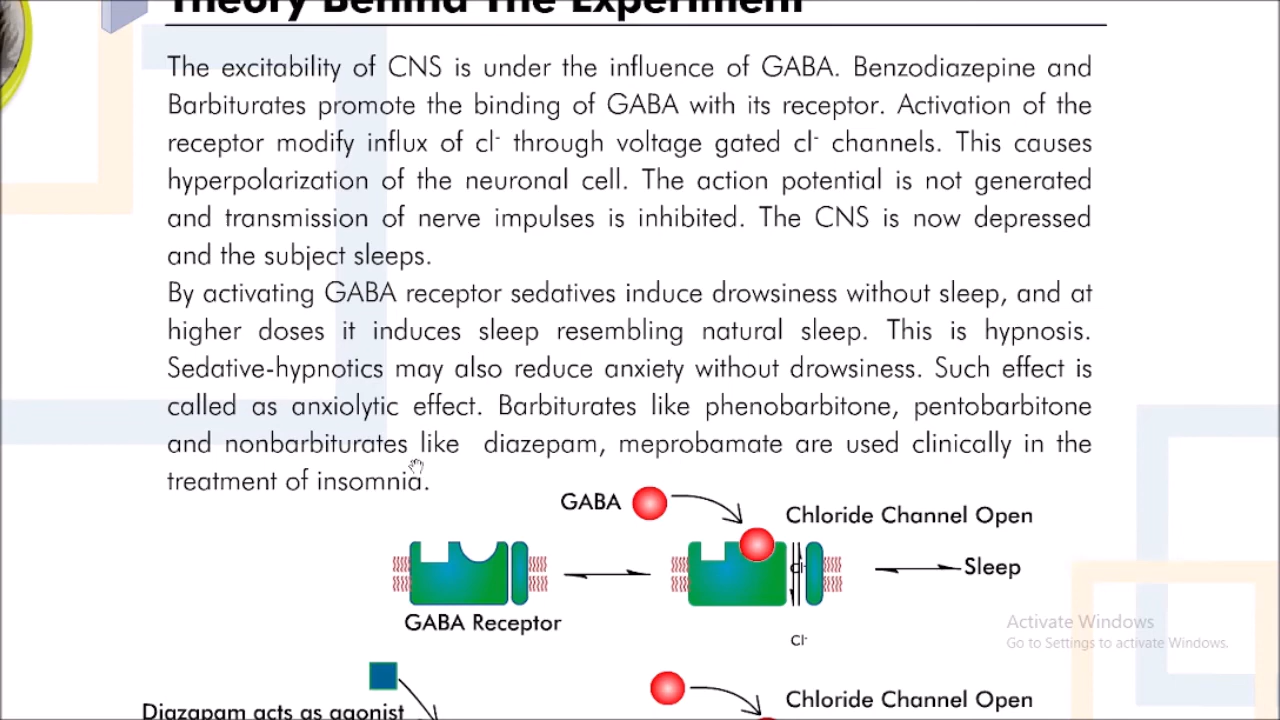 Theory Behind The Experiment
The excitability of CNS is under the influence of GABA. Benzodiazepine and
Barbiturates promote the binding of GABA with its receptor. Activation of the
receptor modify influx of cl- through voltage gated cl- channels. This causes
hyperpolarization of the neuronal cell. The action potential is not generated
and transmission of nerve impulses is inhibited. The CNS is now depressed
and the subject sleeps.
By activating GABA receptor sedatives induce drowsiness without sleep, and at
higher doses it induces sleep resembling natural sleep. This is hypnosis.
Sedative-hypnotics may also reduce anxiety without drowsiness. Such effect is
called as anxiolytic effect. Barbiturates like phenobarbitone, pentobarbitone
and nonbarbiturates like diazepam, meprobamate are used clinically in the
treatment of insomnia.
GABA
Chloride Channel Open
Cl-
Sleep
GABA Receptor
Cl-
Activate Windows
Go to Settings to activate Windows.
Chloride Channel Open
Diazapam acts as agonist